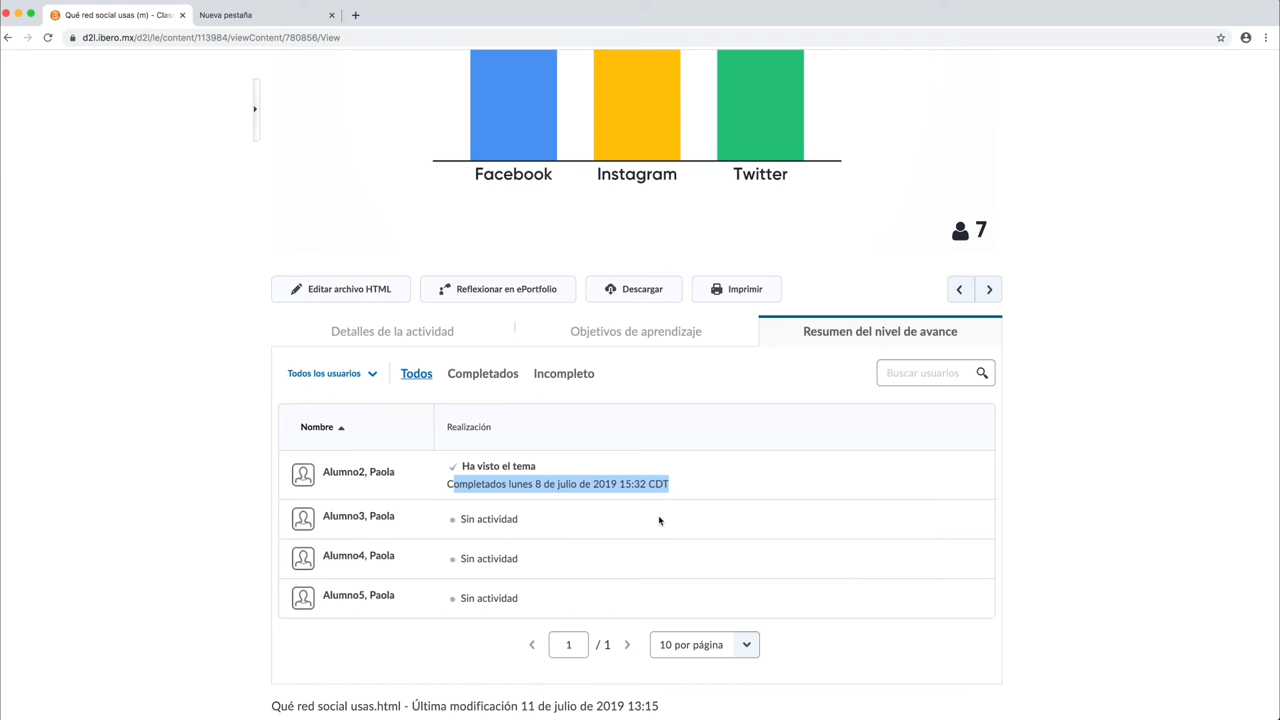 Qué red social usas (m) - Clas
Nueva pestaña
d2l.ibero.mx/d2l/le/content/113984/viewContent/780856/View
Facebook Instagram Twitter
7
Editar archivo HTML Reflexionar en ePortfolio Descargar Imprimir
Detalles de la actividad Objetivos de aprendizaje Resumen del nivel de avance
Todos los usuarios Todos Completados Incompleto Buscar usuarios
Nombre Realización
Alumno2, Paola Ha visto el tema
Completados lunes 8 de julio de 2019 15:32 CDT
Alumno3, Paola Sin actividad
Alumno4, Paola Sin actividad
Alumno5, Paola Sin actividad
1 / 1 10 por página
Qué red social usas.html - Última modificación 11 de julio de 2019 13:15